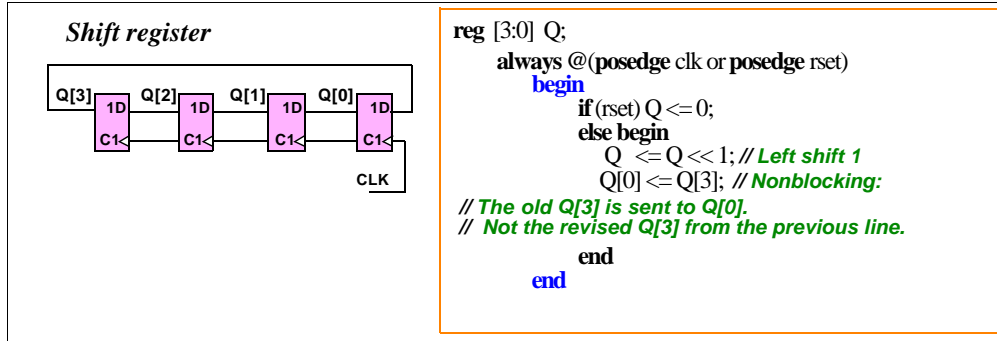 Shift register
Q[3] Q[2] Q[1] Q[0]
1D 1D 1D 1D
C1 C1 C1 C1
CLK
reg [3:0] Q;
always @(posedge clk or posedge rset)
begin
if (rset) Q <= 0;
else begin
Q <= Q << 1; // Left shift 1
Q[0] <= Q[3]; // Nonblocking:
// The old Q[3] is sent to Q[0].
// Not the revised Q[3] from the previous line.
end
end